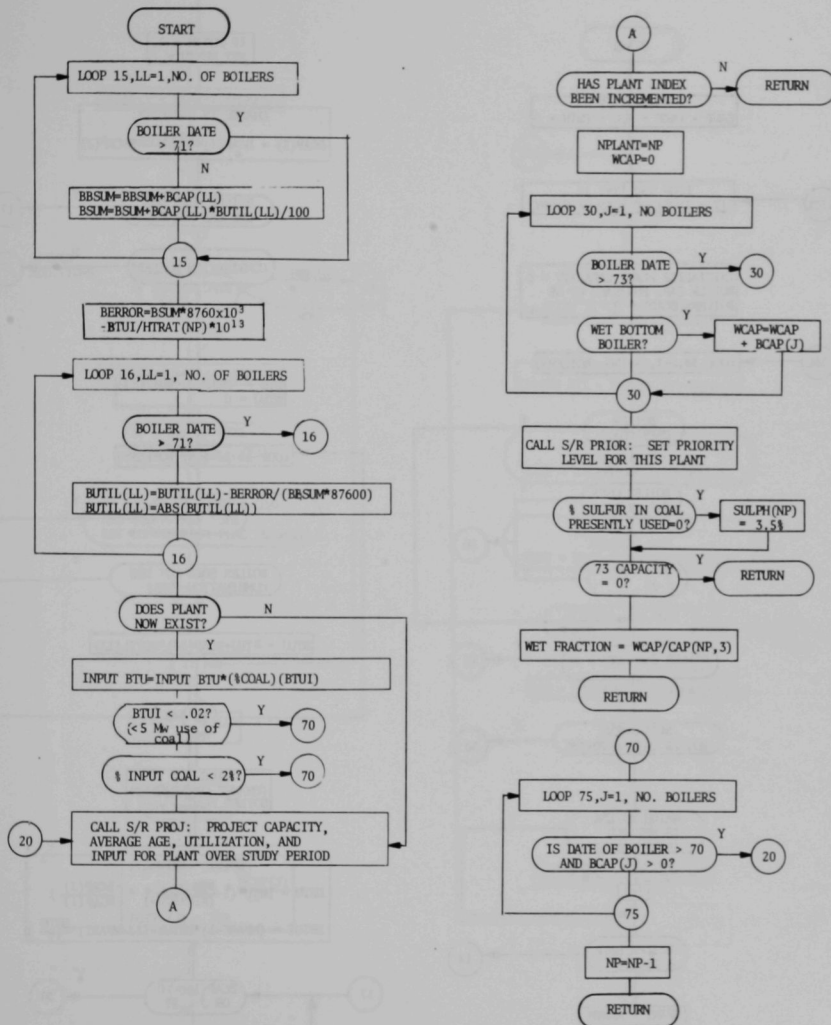 START
LOOP 15,LL=1,NO. OF BOILERS
Y
BOILER DATE
> 71?
N
BBSUM=BBSUM+BCAP(LL)
BSUM=BSUM+BCAP(LL)*BUTIL(LL)/100
15
BERROR=BSUM*8760x10³
-BTUI/HTRAT(NP)*10¹³
LOOP 16,LL=1, NO. OF BOILERS
BOILER DATE
> 71?
Y
16
BUTIL(LL)=BUTIL(LL)-BERROR/(BBSUM*87600)
BUTIL(LL)=ABS(BUTIL(LL))
16
DOES PLANT
NOW EXIST?
N
Y
INPUT BTU=INPUT BTU*(%COAL)(BTUI)
BTUI < .02?
(<5 Mw use of
coal)
Y
70
% INPUT COAL < 2%?
Y
70
20
CALL S/R PROJ: PROJECT CAPACITY,
AVERAGE AGE, UTILIZATION, AND
INPUT FOR PLANT OVER STUDY PERIOD
A
A
HAS PLANT INDEX
BEEN INCREMENTED?
N
RETURN
NPLANT=NP
WCAP=0
LOOP 30,J=1, NO BOILERS
BOILER DATE
> 73?
Y
30
WET BOTTOM
BOILER?
Y
WCAP=WCAP
+ BCAP(J)
30
CALL S/R PRIOR: SET PRIORITY
LEVEL FOR THIS PLANT
% SULFUR IN COAL
PRESENTLY USED=0?
Y
SULPH(NP)
= 3.5%
73 CAPACITY
= 0?
Y
RETURN
WET FRACTION = WCAP/CAP(NP,3)
RETURN
70
LOOP 75,J=1, NO. BOILERS
IS DATE OF BOILER > 70
AND BCAP(J) > 0?
Y
20
75
NP=NP-1
RETURN